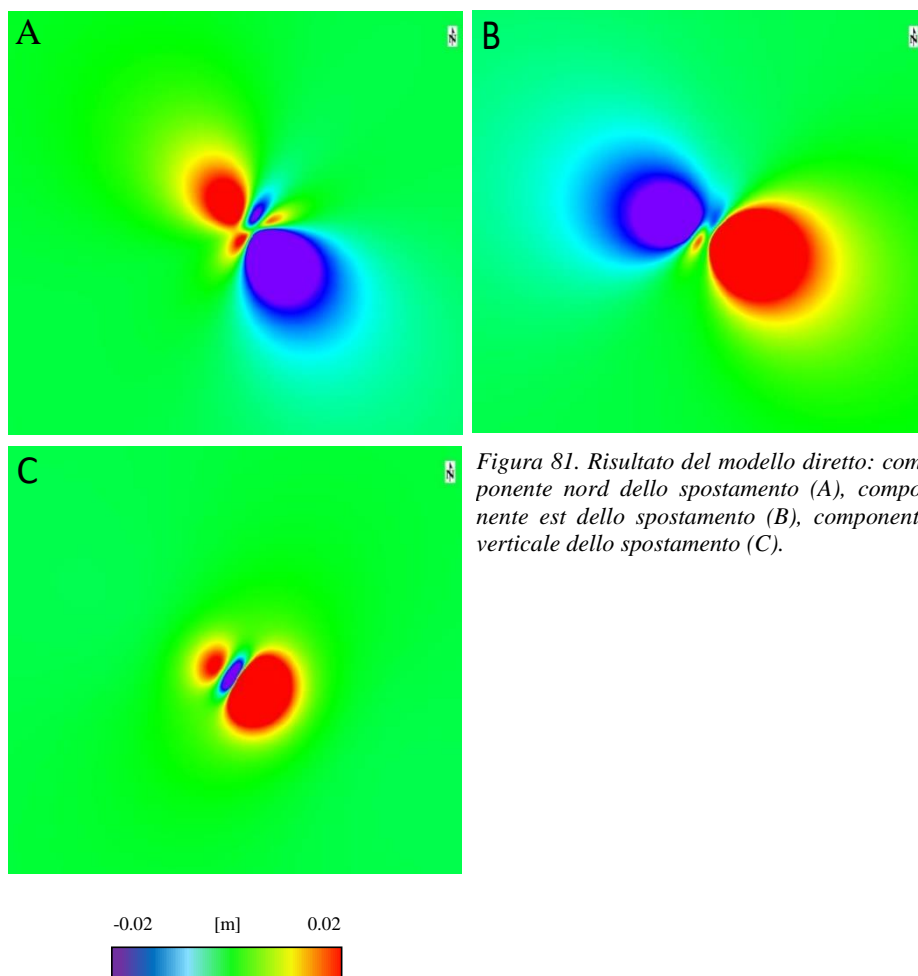 A
N
B
N
C
N
Figura 81. Risultato del modello diretto: com
ponente nord dello spostamento (A), compo
nente est dello spostamento (B), component
verticale dello spostamento (C).
-0.02 [m] 0.02